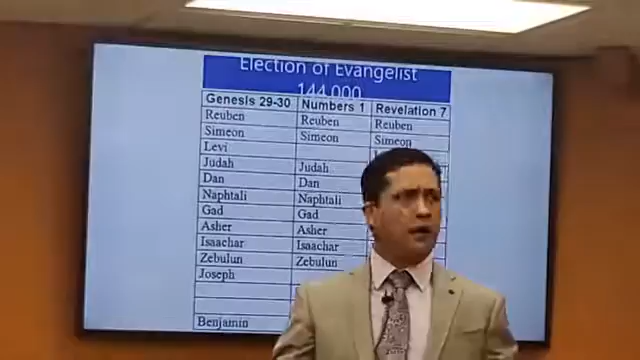 Election of Evangelist
144,000
Genesis 29-30 Numbers 1 Revelation 7
Reuben Reuben Reuben
Simeon Simeon Simeon
Levi
Judah Judah
Dan Dan
Naphtali Naphtali
Gad Gad
Asher Asher
Isaachar Isaachar
Zebulun Zebulun
Joseph
Benjamin